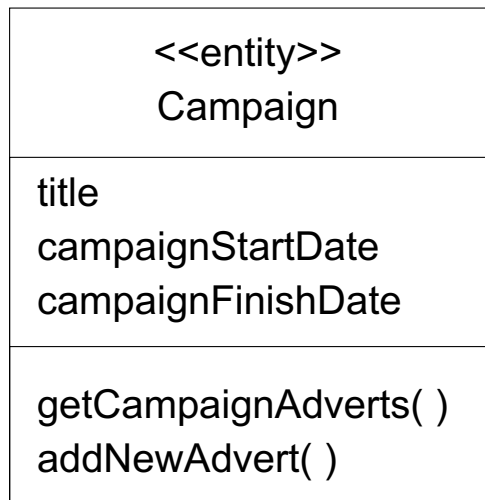 <<entity>>
Campaign
title
campaignStartDate
campaignFinishDate
getCampaignAdverts( )
addNewAdvert( )